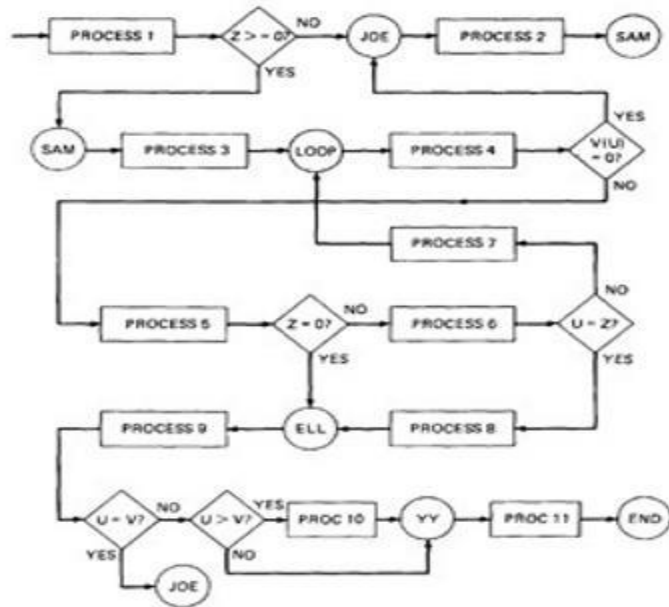 PROCESS 1
Z > = 0?
NO
JOE
PROCESS 2
SAM
YES
SAM
PROCESS 3
LOOP
PROCESS 4
V(U)
= 0?
YES
NO
PROCESS 7
NO
PROCESS 5
Z = 0?
NO
PROCESS 6
U = Z?
YES
YES
PROCESS 9
ELL
PROCESS 8
U = V?
NO
U > V?
YES
PROC 10
YY
PROC 11
END
YES
NO
JOE